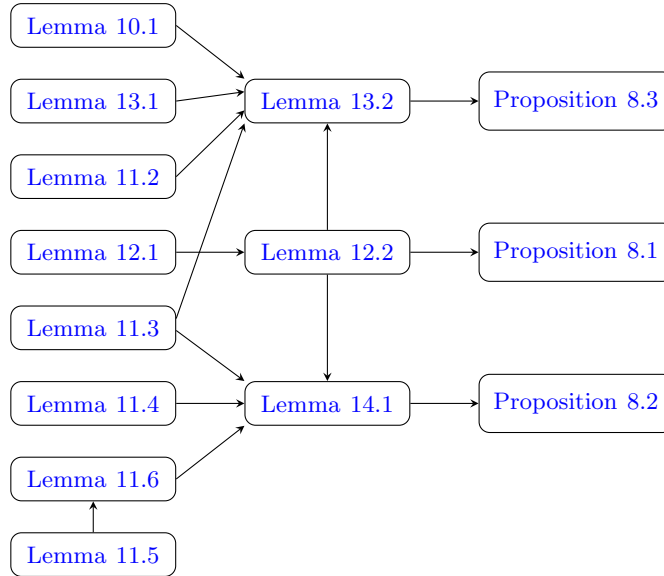 Lemma 10.1
Lemma 13.1
Lemma 13.2
Proposition 8.3
Lemma 11.2
Lemma 12.1
Lemma 12.2
Proposition 8.1
Lemma 11.3
Lemma 11.4
Lemma 14.1
Proposition 8.2
Lemma 11.6
Lemma 11.5